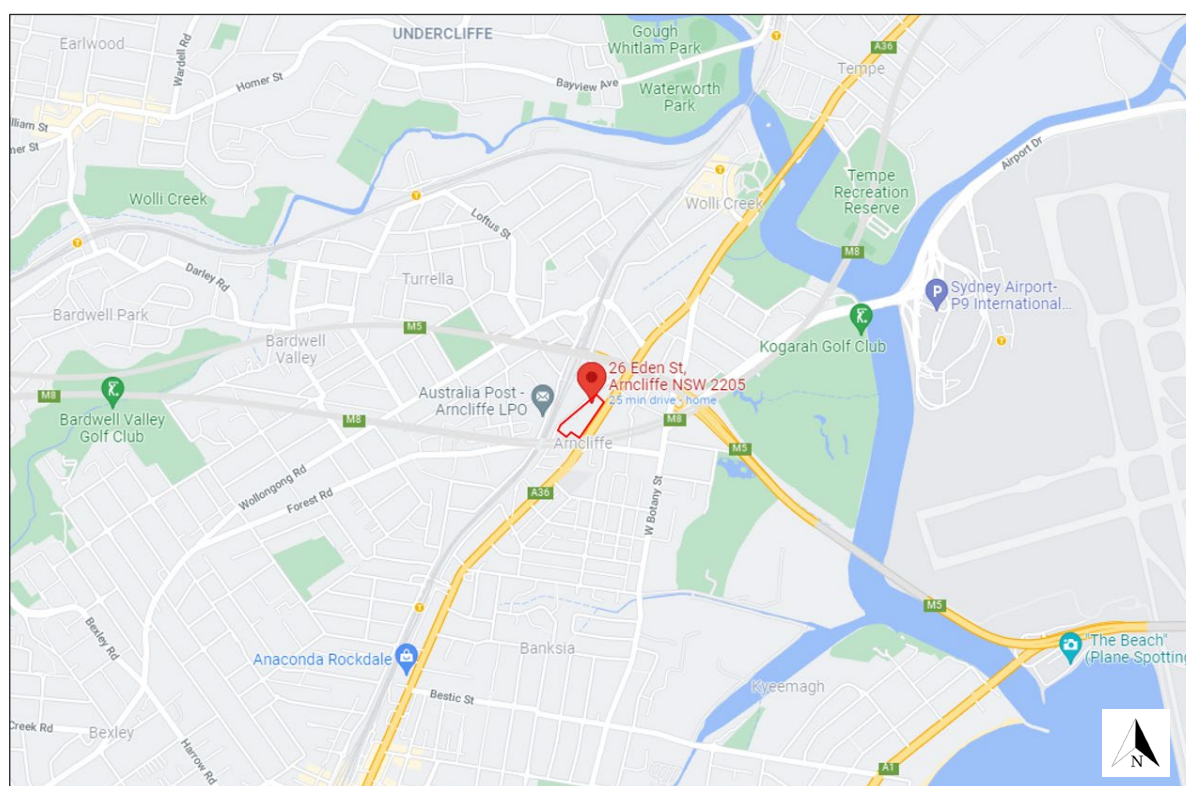 UNDERCLIFFE
Gough
Whitlam Park
A36
Earlwood
Wardell Rd
Tempe
Homer St
Bayview Ave
Waterworth
Park
lliam St
mer St
Airport Dr
Wolli Creek
Wolli Creek
Tempe
Recreation
Reserve
Loftus St
M8
Darley Rd
Turrella
Sydney Airport-
P9 International...
P
Bardwell Park
M5
Bardwell
Valley
Kogarah Golf Club
26 Eden St,
Arncliffe NSW 2205
25 min drive - home
Australia Post -
Arncliffe LPO
M8
Bardwell Valley
Golf Club
M8
M8
Arncliffe
M5
Wollongong Rd
Forest Rd
A36
W Botany St
M5
Bexley Rd
Banksia
Anaconda Rockdale
"The Beach"
(Plane Spotting
Kyeemagh
Bestic St
Creek Rd
Bexley
Harrow Rd
A1
N